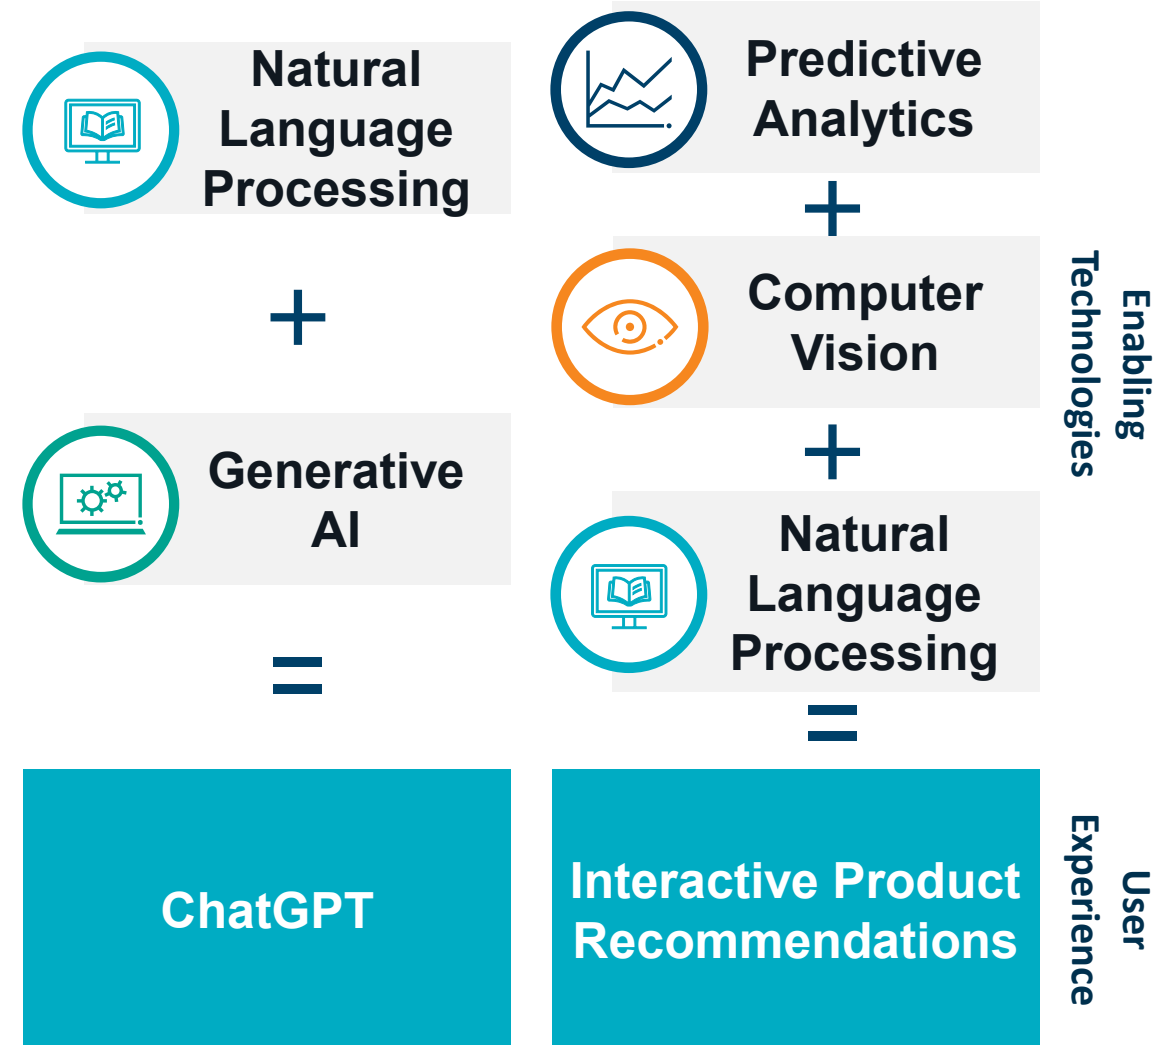 Natural
Language
Processing
+
Generative
AI
=
ChatGPT
Predictive
Analytics
+
Computer
Vision
+
Natural
Language
Processing
=
Interactive Product
Recommendations
Enabling
Technologies
User
Experience